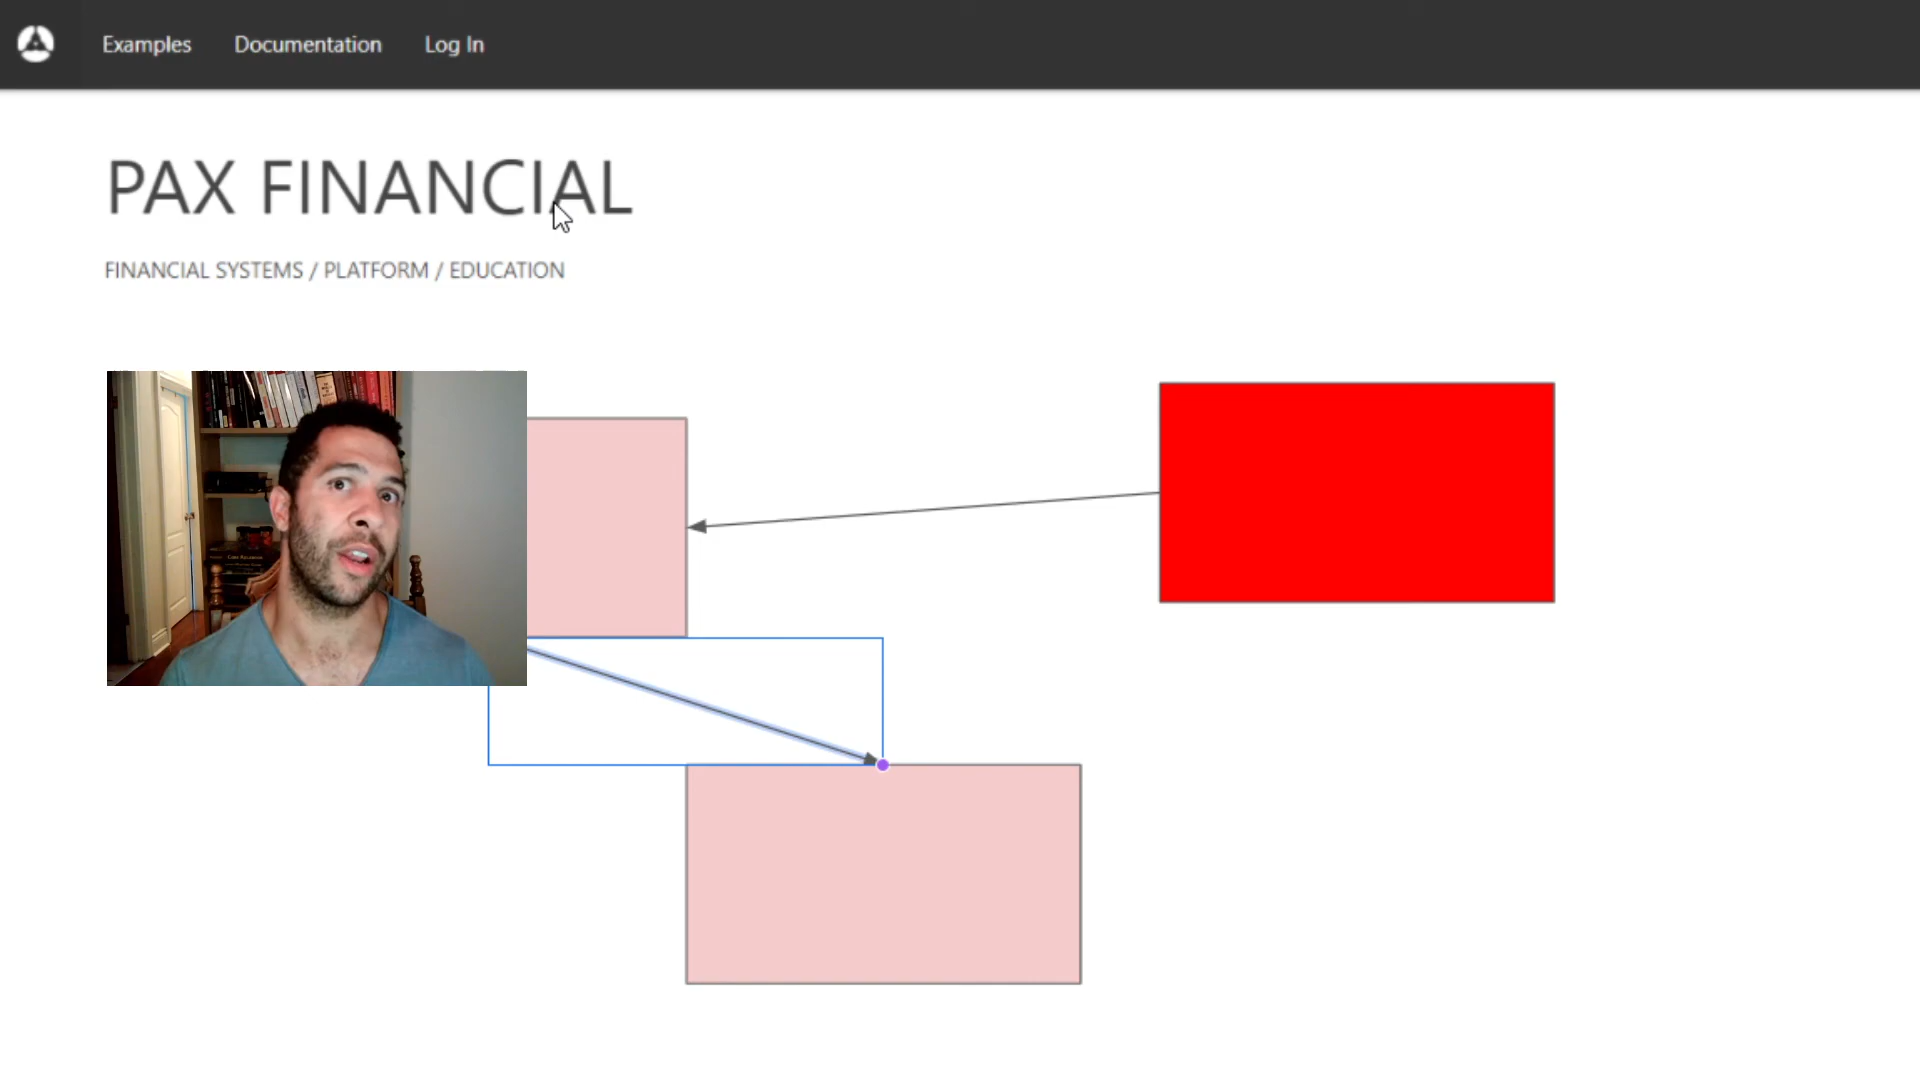 Examples Documentation Log In
PAX FINANCIAL
FINANCIAL SYSTEMS / PLATFORM / EDUCATION